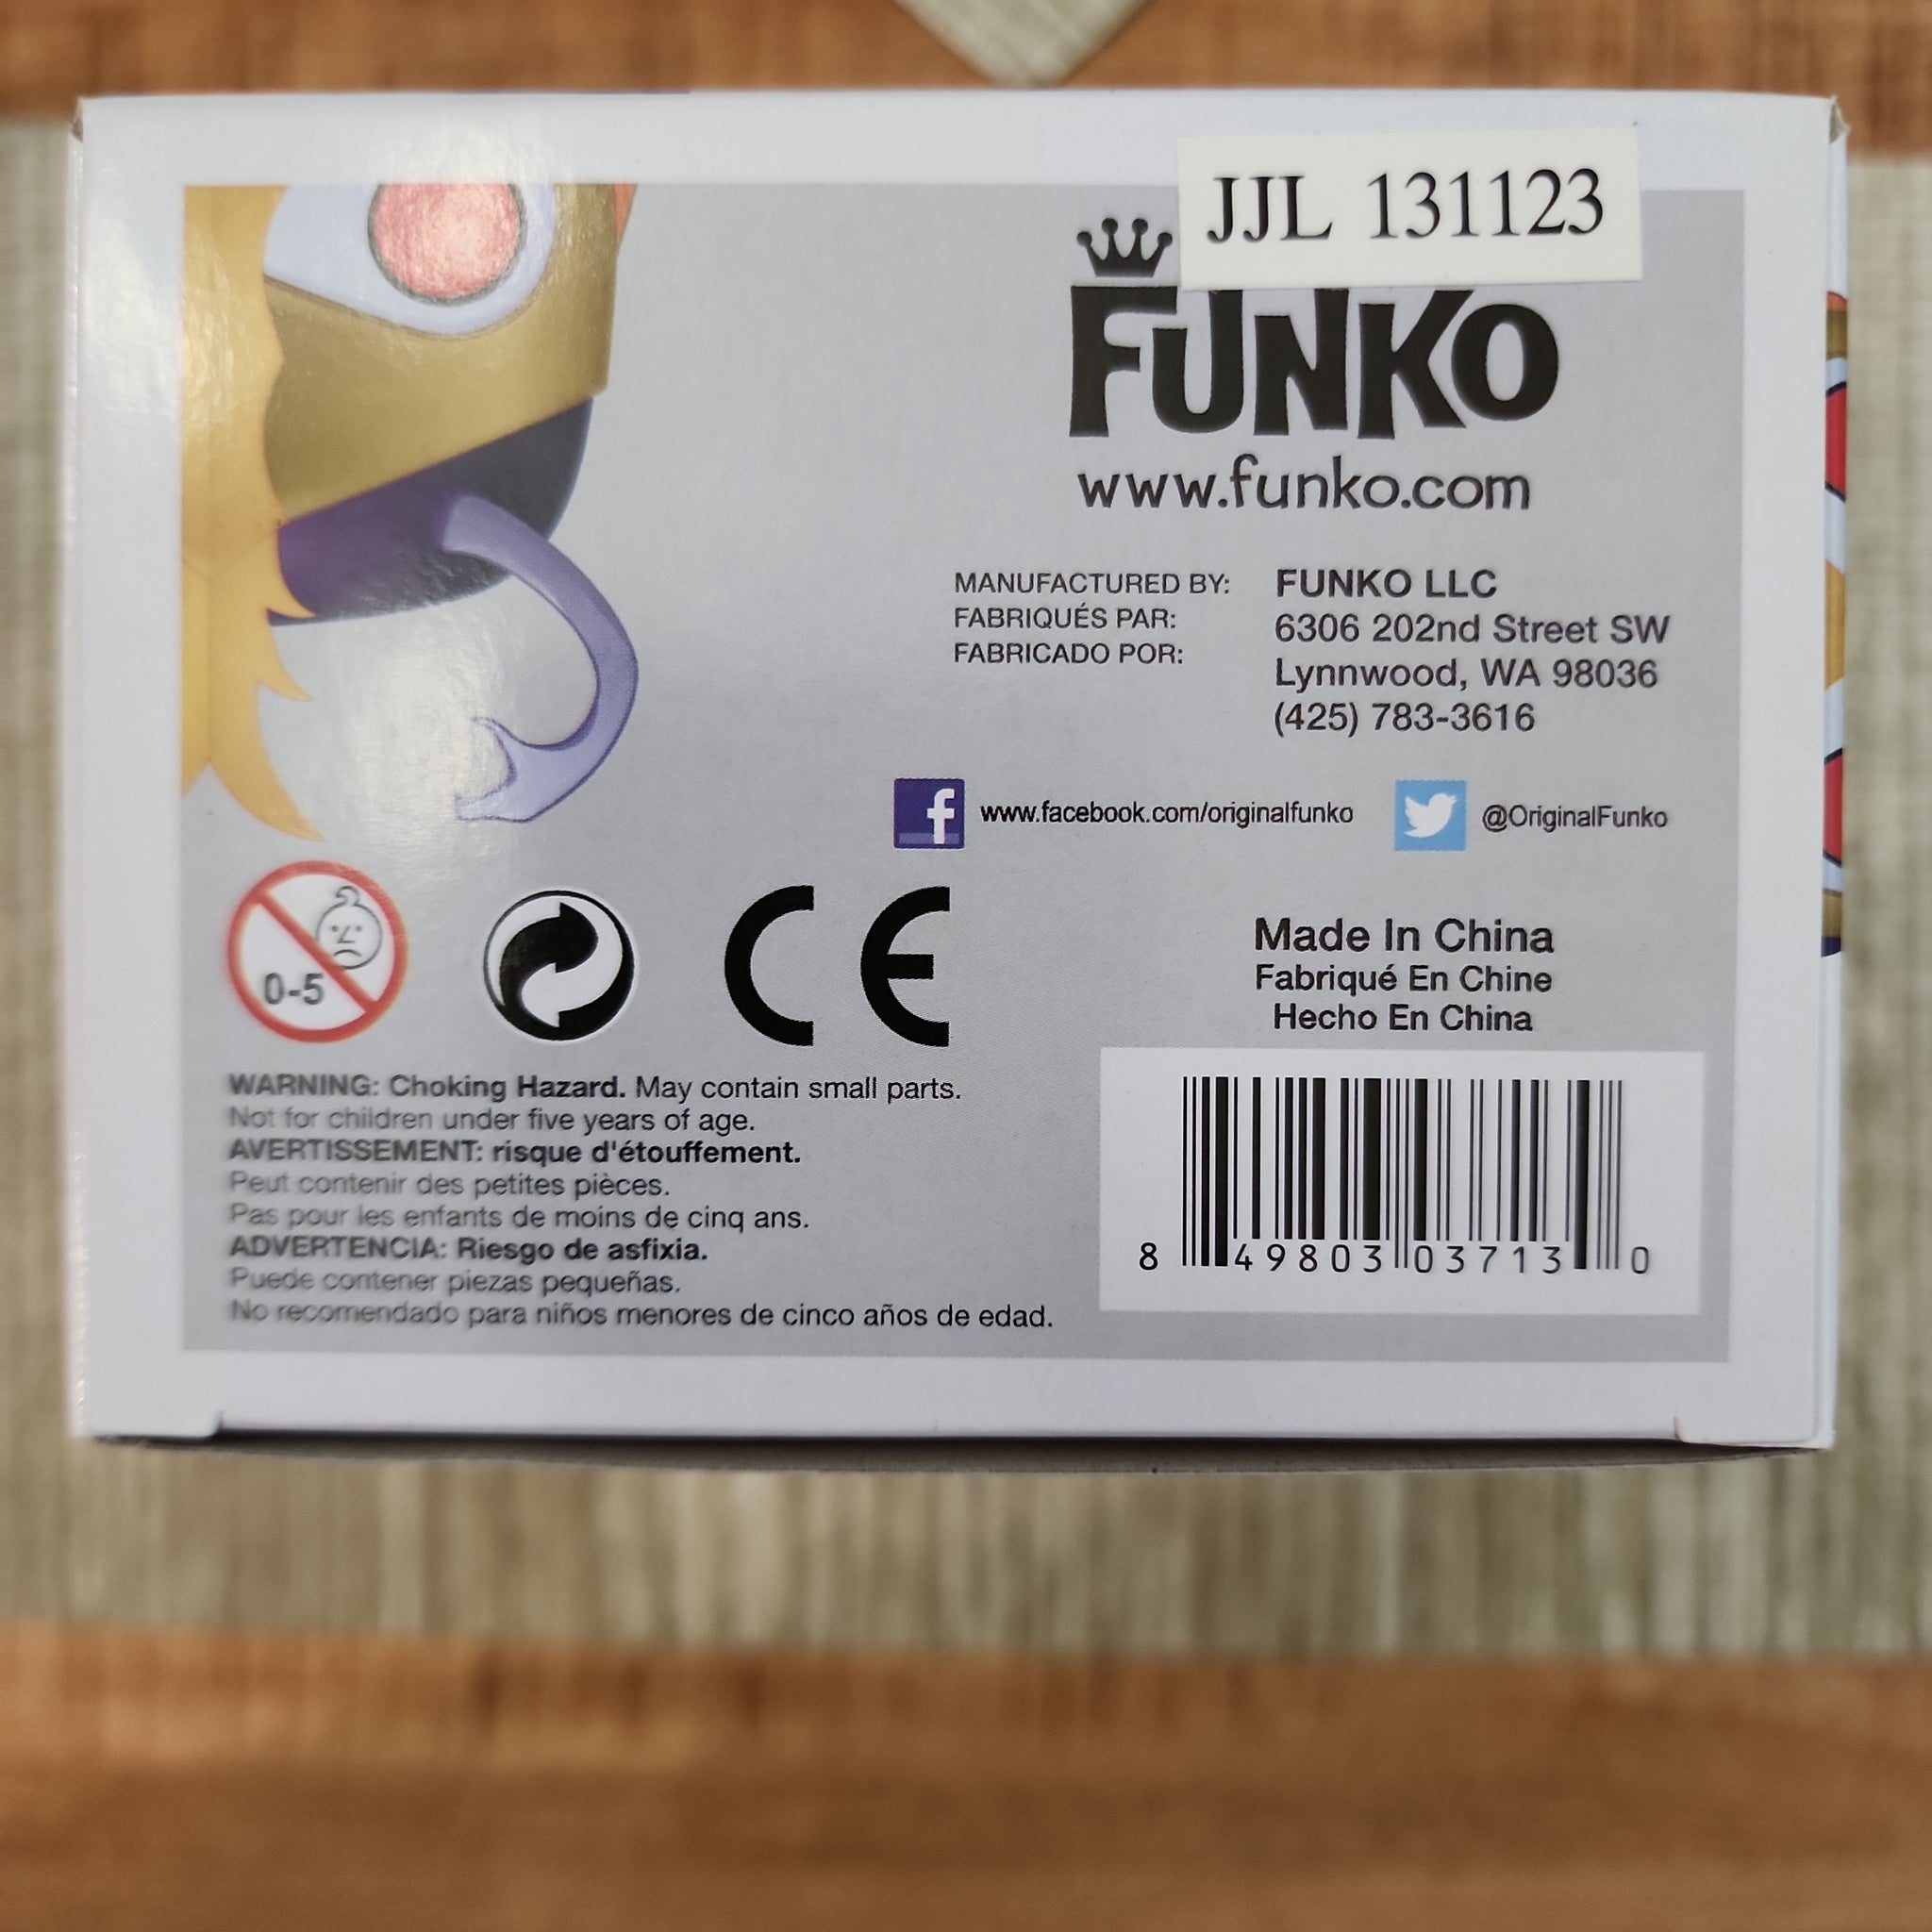 JJL 131123
FUNKO
www.funko.com
MANUFACTURED BY:
FABRIQUÉS PAR:
FABRICADO POR:
FUNKO LLC
6306 202nd Street SW
Lynnwood, WA 98036
(425) 783-3616
f www.facebook.com/originalfunko
@OriginalFunko
0-5
CE
Made In China
Fabriqué En Chine
Hecho En China
WARNING: Choking Hazard. May contain small parts.
Not for children under five years of age.
AVERTISSEMENT: risque d'étouffement.
Peut contenir des petites pièces.
Pas pour les enfants de moins de cinq ans.
ADVERTENCIA: Riesgo de asfixia.
Puede contener piezas pequeñas.
No recomendado para niños menores de cinco años de edad.
8 49803 03713 0